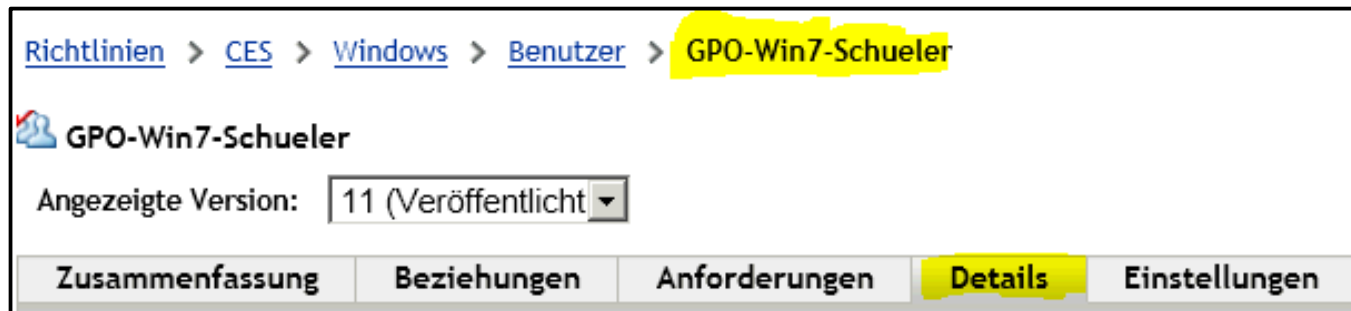 Richtlinien > CES > Windows > Benutzer > GPO-Win7-Schueler
GPO-Win7-Schueler
Angezeigte Version: 11 (Veröffentlicht
Zusammenfassung Beziehungen Anforderungen Details Einstellungen